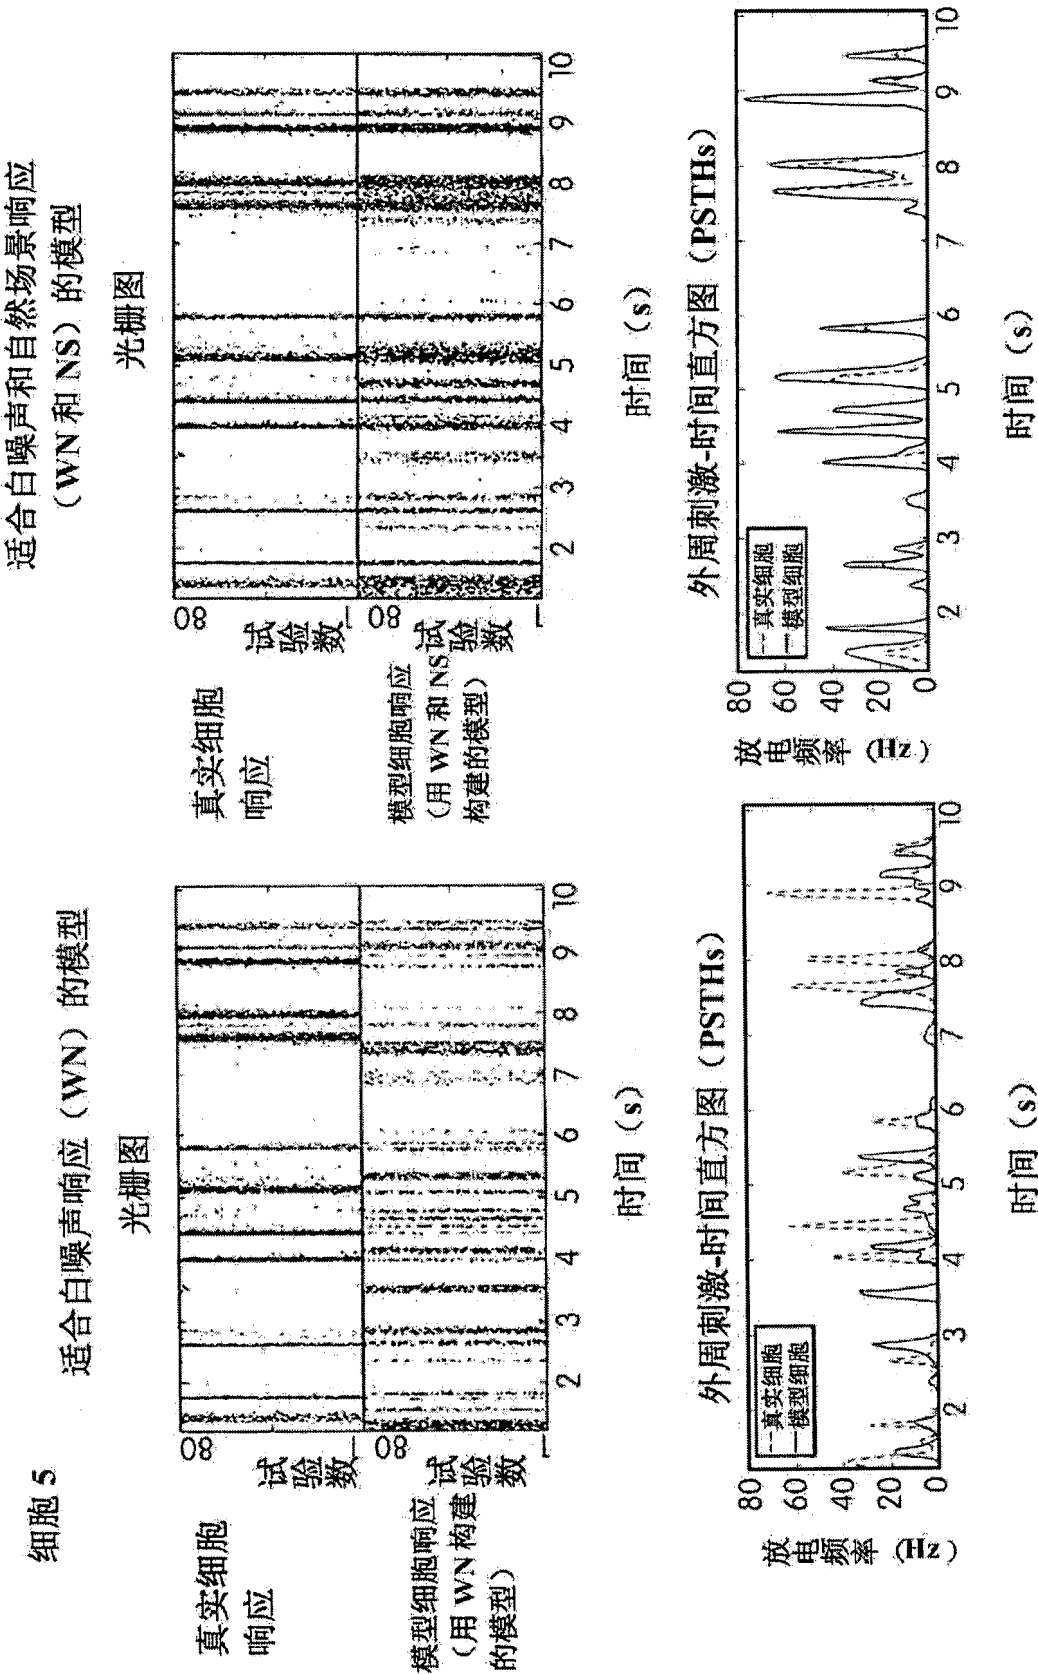 细胞 5
适合白噪声响应（WN）的模型
光栅图
真实细胞
响应
试验数
80
1
模型细胞响应
（用 WN 构建
的模型）
试验数
80
1
2 3 4 5 6 7 8 9 10
时间（s）
外周刺激-时间直方图（PSTHs）
放电频率（Hz）
80
60
40
20
0
--真实细胞
—模型细胞
2 3 4 5 6 7 8 9 10
时间（s）
适合白噪声和自然场景响应
（WN 和 NS）的模型
光栅图
真实细胞
响应
试验数
80
1
模型细胞响应
（用 WN 和 NS
构建的模型）
试验数
80
1
2 3 4 5 6 7 8 9 10
时间（s）
外周刺激-时间直方图（PSTHs）
放电频率（Hz）
80
60
40
20
0
--真实细胞
—模型细胞
2 3 4 5 6 7 8 9 10
时间（s）